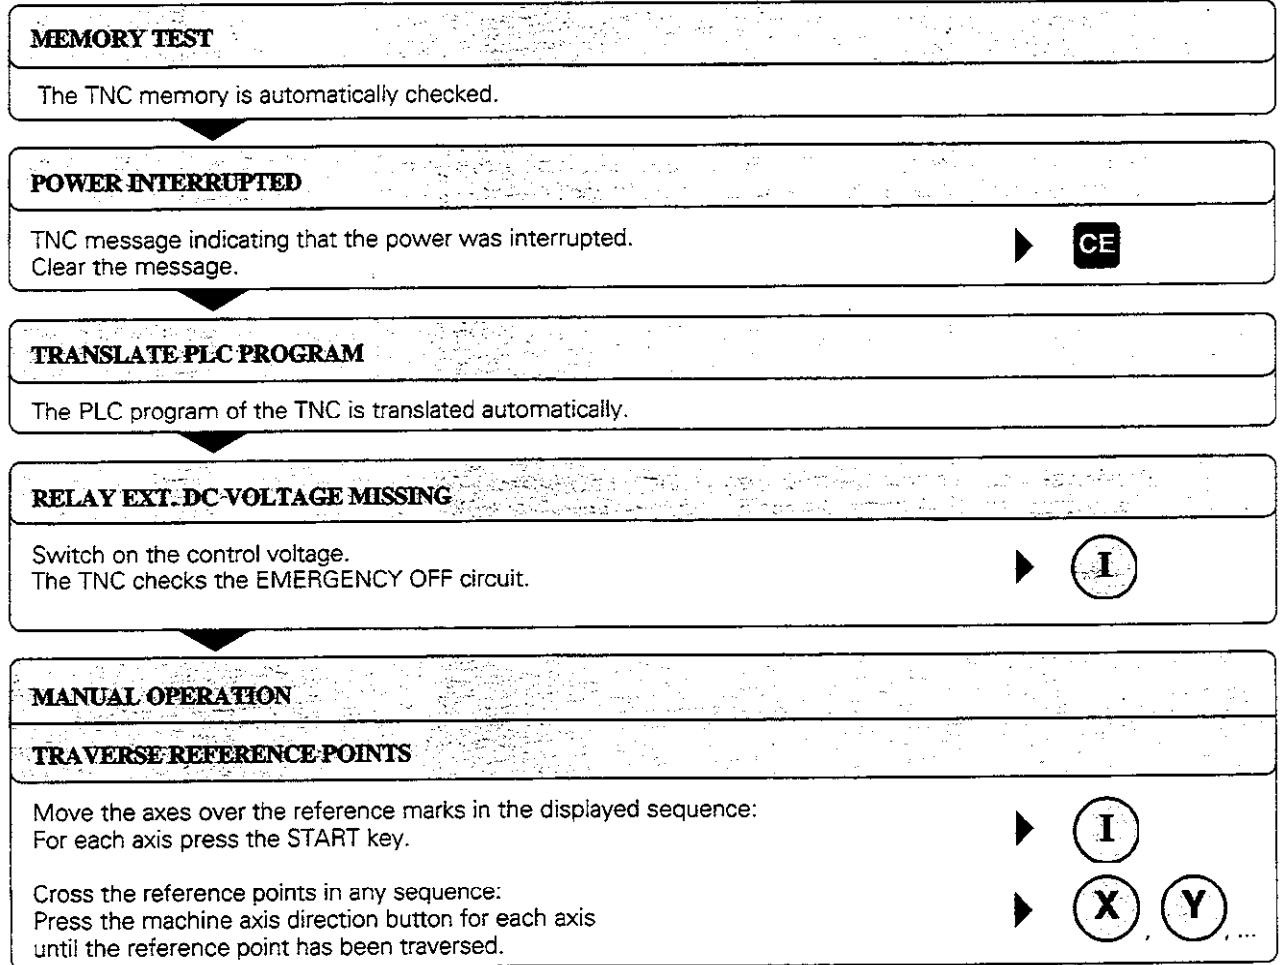 MEMORY TEST
The TNC memory is automatically checked.
POWER INTERRUPTED
TNC message indicating that the power was interrupted.
Clear the message.
CE
TRANSLATE PLC PROGRAM
The PLC program of the TNC is translated automatically.
RELAY EXT. DC VOLTAGE MISSING
Switch on the control voltage.
The TNC checks the EMERGENCY OFF circuit.
I
MANUAL OPERATION
TRAVERSE REFERENCE POINTS
Move the axes over the reference marks in the displayed sequence:
For each axis press the START key.
I
Cross the reference points in any sequence:
Press the machine axis direction button for each axis
until the reference point has been traversed.
X , Y , ...